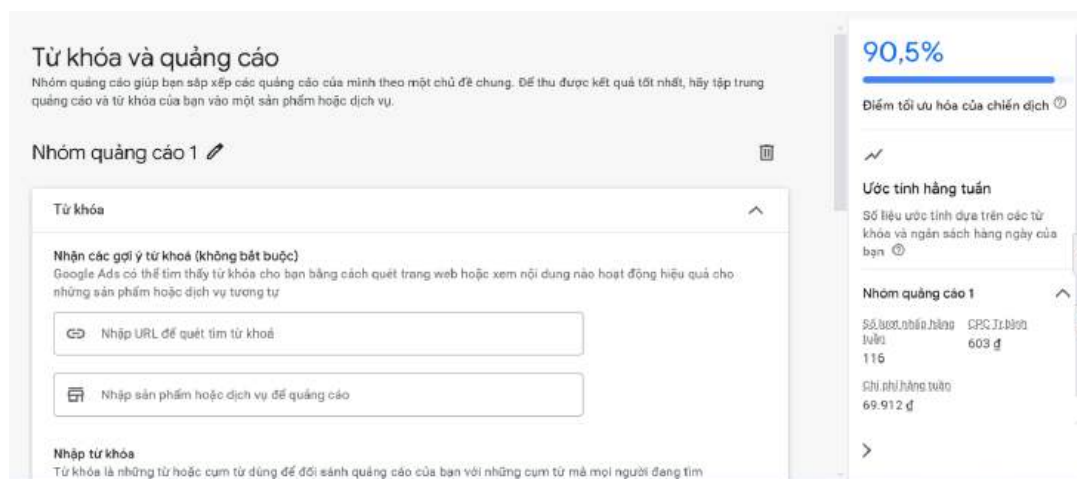 Từ khóa và quảng cáo
Nhóm quảng cáo giúp bạn sắp xếp các quảng cáo của mình theo một chủ đề chung. Để thu được kết quả tốt nhất, hãy tập trung
quảng cáo và từ khóa của bạn vào một sản phẩm hoặc dịch vụ.
Nhóm quảng cáo 1
Từ khóa
Nhận các gợi ý từ khoá (không bắt buộc)
Google Ads có thể tìm thấy từ khóa cho bạn bằng cách quét trang web hoặc xem nội dung nào hoạt động hiệu quả cho
những sản phẩm hoặc dịch vụ tương tự
Nhập URL để quét tìm từ khoá
Nhập sản phẩm hoặc dịch vụ để quảng cáo
Nhập từ khóa
Từ khóa là những từ hoặc cụm từ dùng để đối sánh quảng cáo của bạn với những cụm từ mà mọi người đang tìm
90,5%
Điểm tối ưu hóa của chiến dịch
Ước tính hằng tuần
Số liệu ước tính dựa trên các từ
khóa và ngân sách hàng ngày của
bạn
Nhóm quảng cáo 1
Số lượt nhấp hằng
tuần
116
CPC Tr.bình
603 ₫
Chi phí hằng tuần
69.912 ₫